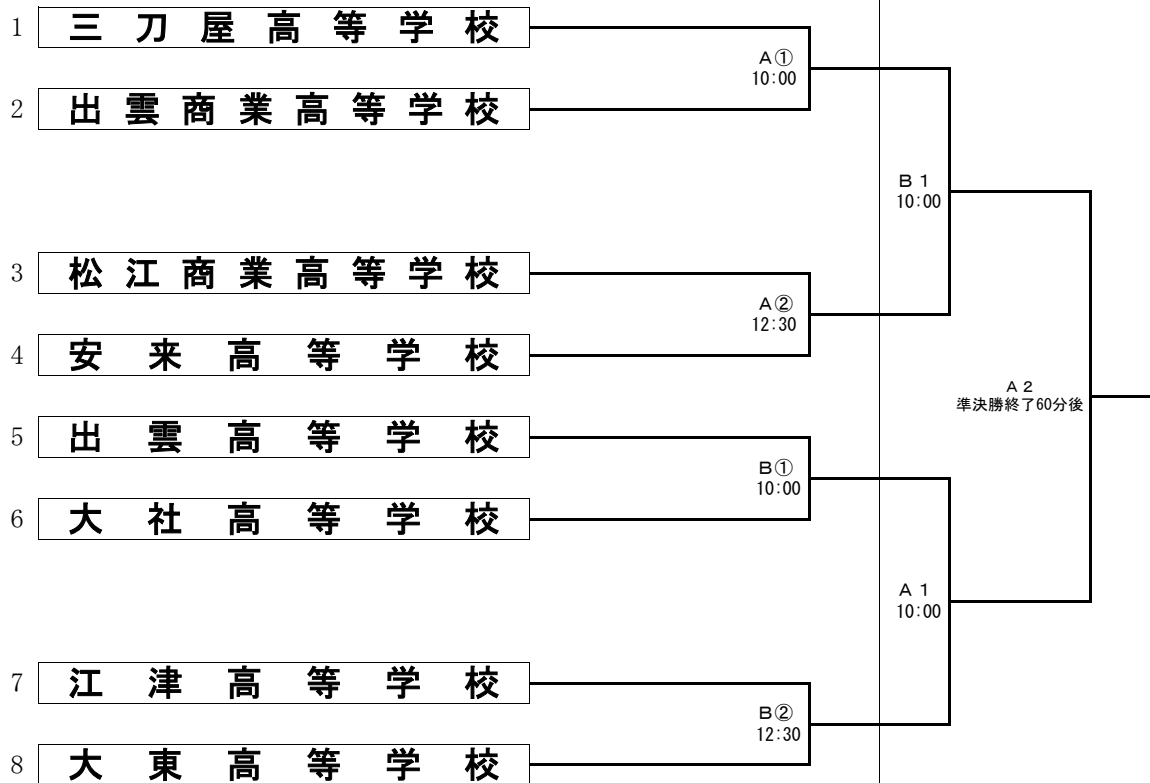 1 三刀屋高等学校
A①
10:00
2 出雲商業高等学校
B1
10:00
3 松江商業高等学校
A②
12:30
4 安来高等学校
A2
準決勝終了60分後
5 出雲高等学校
B①
10:00
6 大社高等学校
A1
10:00
7 江津高等学校
B②
12:30
8 大東高等学校